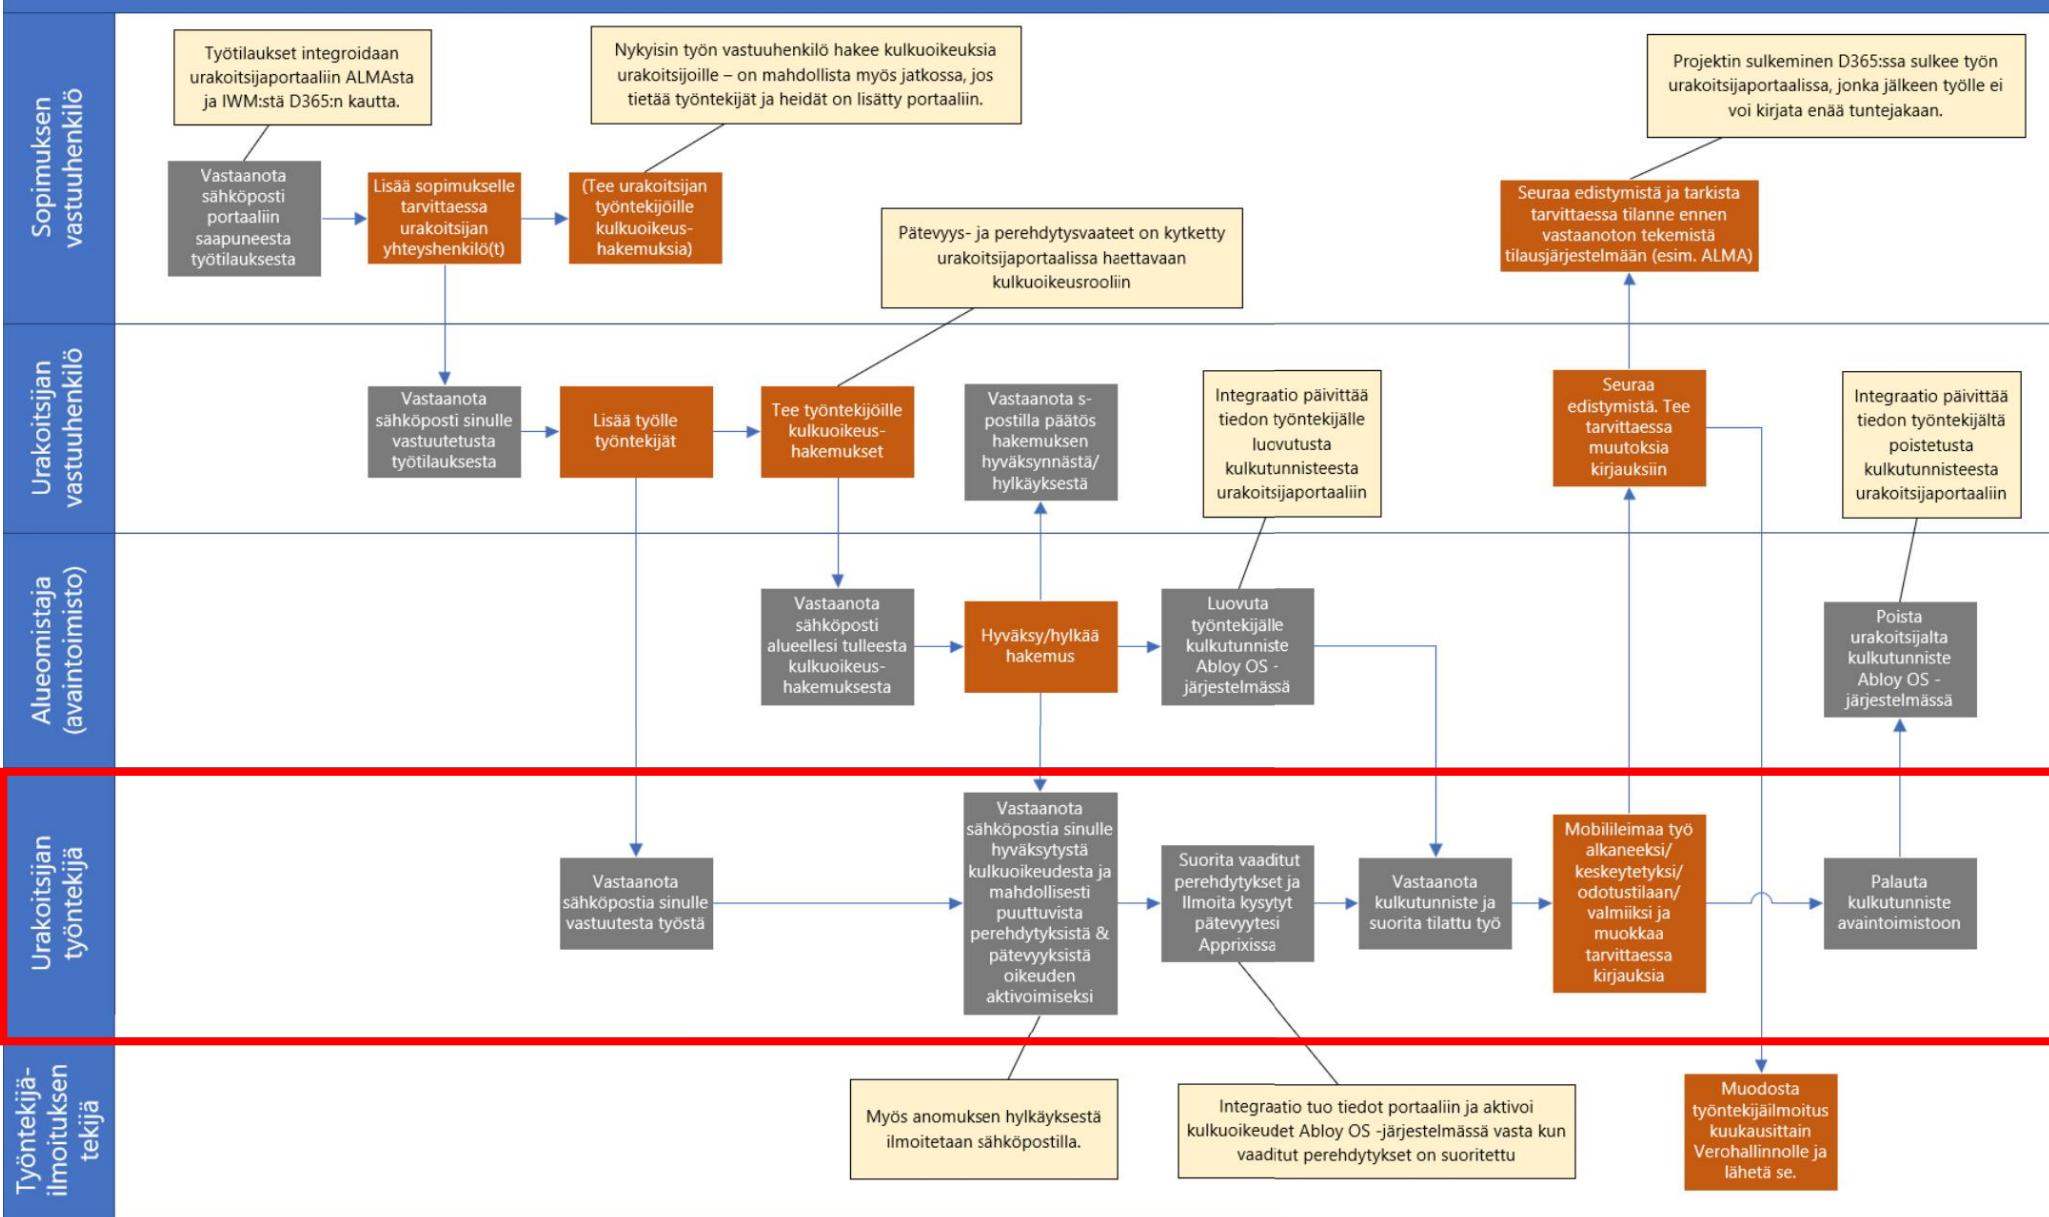 Sopimuksen
vastuuhenkilö
Työtilaukset integroidaan
urakoitsijaportaaliin ALMAsta
ja IWM:stä D365:n kautta.
Nykyisin työn vastuuhenkilö hakee kulkuoikeuksia
urakoitsijoille – on mahdollista myös jatkossa, jos
tietää työntekijät ja heidät on lisätty portaaliin.
Projektin sulkeminen D365:ssa sulkee työn
urakoitsijaportaalissa, jonka jälkeen työlle ei
voi kirjata enää tuntejakaan.
Vastaanota
sähköposti
portaaliin
saapuneesta
työtilauksesta
Lisää sopimukselle
tarvittaessa
urakoitsijan
yhteyshenkilö(t)
(Tee urakoitsijan
työntekijöille
kulkuoikeus-
hakemuksia)
Pätevyys- ja perehdytysvaateet on kytketty
urakoitsijaportaalissa haettavaan
kulkuoikeusrooliin
Seuraa edistymistä ja tarkista
tarvittaessa tilanne ennen
vastaanoton tekemistä
tilausjärjestelmään (esim. ALMA)
Urakoitsijan
vastuuhenkilö
Vastaanota
sähköposti sinulle
vastuutetusta
työtilauksesta
Lisää työlle
työntekijät
Tee työntekijöille
kulkuoikeus-
hakemukset
Vastaanota s-
postilla päätös
hakemuksen
hyväksynnästä/
hylkäyksestä
Integraatio päivittää
tiedon työntekijälle
luovutusta
kulkutunnisteesta
urakoitsijaportaaliin
Seuraa
edistymistä. Tee
tarvittaessa
muutoksia
kirjauksiin
Integraatio päivittää
tiedon työntekijältä
poistetusta
kulkutunnisteesta
urakoitsijaportaaliin
Alueomistaja
(avaintoimisto)
Vastaanota
sähköposti
alueellesi tulleesta
kulkuoikeus-
hakemuksesta
Hyväksy/hylkää
hakemus
Luovuta
työntekijälle
kulkutunniste
Abloy OS -
järjestelmässä
Poista
urakoitsijalta
kulkutunniste
Abloy OS -
järjestelmässä
Urakoitsijan
työntekijä
Vastaanota
sähköpostia sinulle
vastuutesta työstä
Vastaanota
sähköpostia sinulle
hyväksytystä
kulkuoikeudesta ja
mahdollisesti
puuttuvista
perehdytyksistä &
pätevyyksistä
oikeuden
aktivoimiseksi
Suorita vaaditut
perehdytykset ja
Ilmoita kysytyt
pätevyytesi
Apprixissa
Vastaanota
kulkutunniste ja
suorita tilattu työ
Mobiilileimaa työ
alkaneeksi/
keskeytetyksi/
odotustilaan/
valmiiksi ja
muokkaa
tarvittaessa
kirjauksia
Palauta
kulkutunniste
avaintoimistoon
Työntekijä-
ilmoituksen
tekijä
Myös anomuksen hylkäyksestä
ilmoitetaan sähköpostilla.
Integraatio tuo tiedot portaaliin ja aktivoi
kulkuoikeudet Abloy OS -järjestelmässä vasta kun
vaaditut perehdytykset on suoritettu
Muodosta
työntekijäilmoitus
kuukausittain
Verohallinnolle ja
lähetä se.